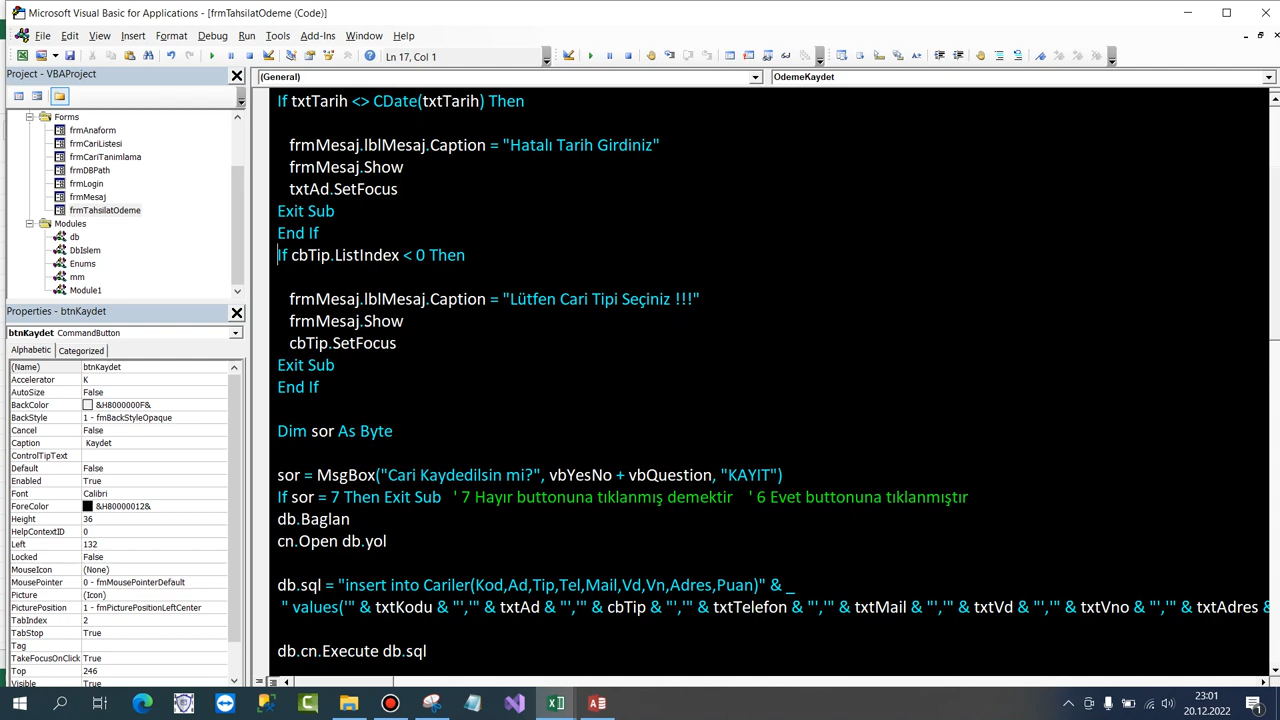 Microsoft Visual Basic for Applications - [frmTahsilatOdeme (Code)]
File Edit View Insert Format Debug Run Tools Add-Ins Window Help
Ln 17, Col 1
Project - VBAProject
(General)
OdemeKaydet
Forms
frmAnaform
frmCariListesi
frmCariTanimlama
frmDBPath
frmLogin
frmMesaj
frmTahsilatOdeme
Modules
db
DbIslem
Enums
mm
Module1
Properties - btnKaydet
btnKaydet CommandButton
Alphabetic Categorized
(Name) btnKaydet
Accelerator K
AutoSize False
BackColor &H8000000F&
BackStyle 1 - fmBackStyleOpaque
Cancel False
Caption Kaydet
ControlTipText
Default False
Enabled True
Font Calibri
ForeColor &H80000012&
Height 36
HelpContextID 0
Left 132
Locked False
MouseIcon (None)
MousePointer 0 - fmMousePointerDefault
Picture (Icon)
PicturePosition 1 - fmPicturePositionLeftCenter
TabIndex 2
TabStop True
Tag
TakeFocusOnClick True
Top 246
Visible True
If txtTarih <> CDate(txtTarih) Then
frmMesaj.lblMesaj.Caption = "Hatalı Tarih Girdiniz"
frmMesaj.Show
txtAd.SetFocus
Exit Sub
End If
If cbTip.ListIndex < 0 Then
frmMesaj.lblMesaj.Caption = "Lütfen Cari Tipi Seçiniz !!!"
frmMesaj.Show
cbTip.SetFocus
Exit Sub
End If
Dim sor As Byte
sor = MsgBox("Cari Kaydedilsin mi?", vbYesNo + vbQuestion, "KAYIT")
If sor = 7 Then Exit Sub ' 7 Hayır buttonuna tıklanmış demektir ' 6 Evet buttonuna tıklanmıştır
db.Baglan
cn.Open db.yol
db.sql = "insert into Cariler(Kod,Ad,Tip,Tel,Mail,Vd,Vn,Adres,Puan)" & _
" values('" & txtKodu & "','" & txtAd & "','" & cbTip & "','" & txtTelefon & "','" & txtMail & "','" & txtVd & "','" & txtVno & "','" & txtAdres &
db.cn.Execute db.sql
23:01
20.12.2022
1